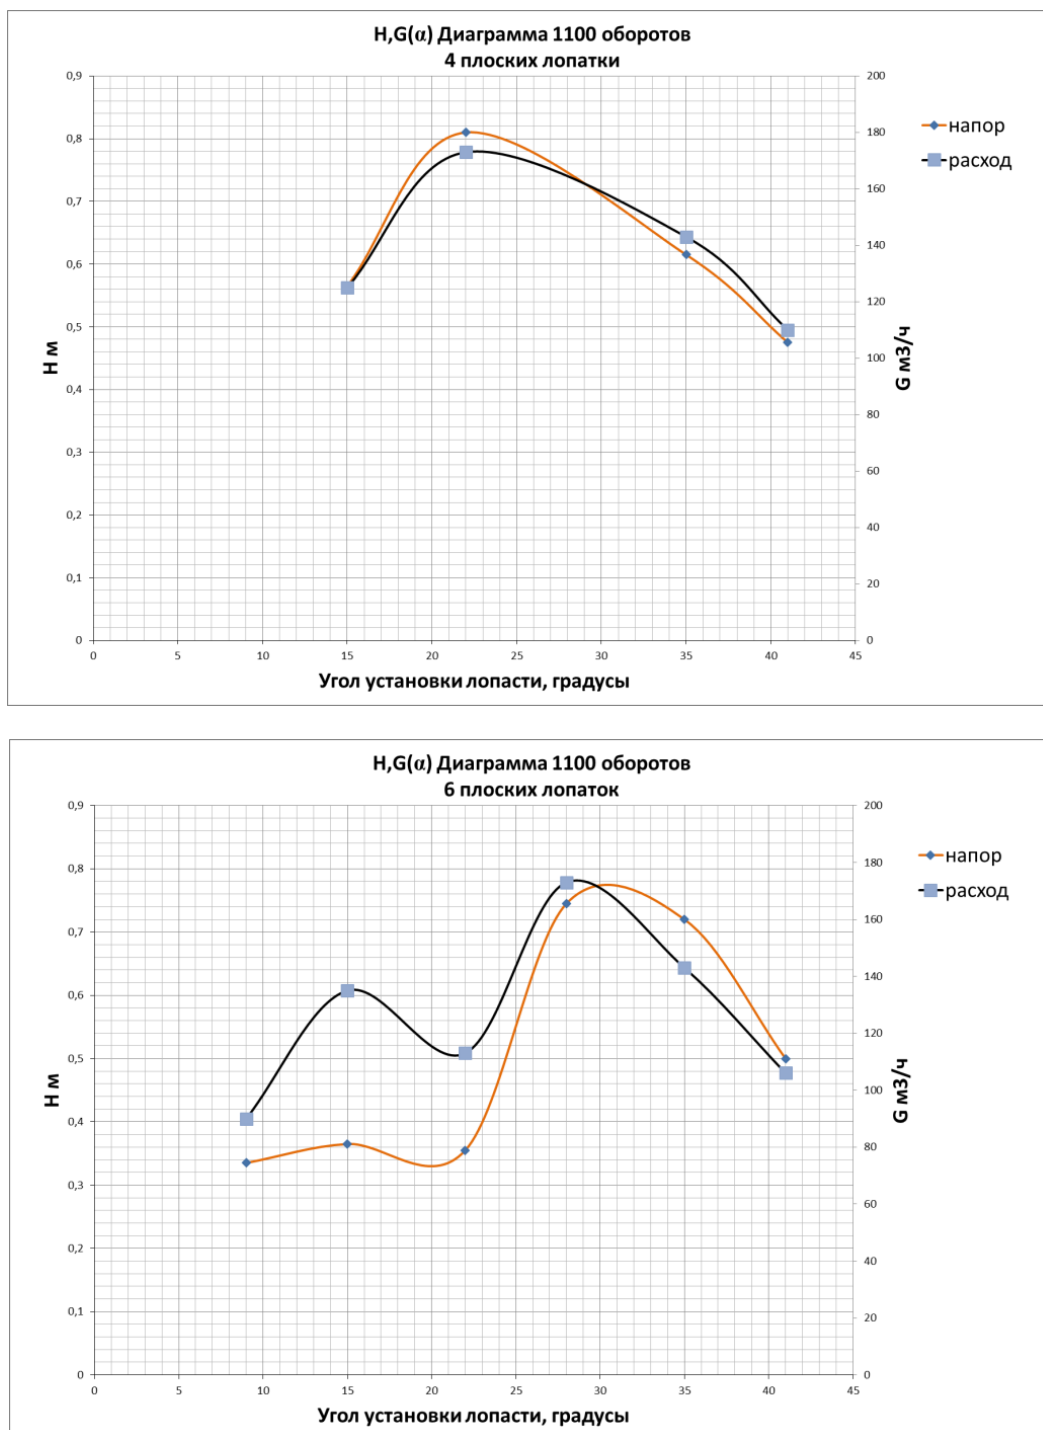 H,G(α) Диаграмма 1100 оборотов
4 плоских лопатки
0,9
0,8
0,7
0,6
0,5
0,4
0,3
0,2
0,1
0
H м
200
180
160
140
120
100
80
60
40
20
0
G м3/ч
напор
расход
0 5 10 15 20 25 30 35 40 45
Угол установки лопасти, градусы
H,G(α) Диаграмма 1100 оборотов
6 плоских лопаток
0,9
0,8
0,7
0,6
0,5
0,4
0,3
0,2
0,1
0
H м
200
180
160
140
120
100
80
60
40
20
0
G м3/ч
напор
расход
0 5 10 15 20 25 30 35 40 45
Угол установки лопасти, градусы